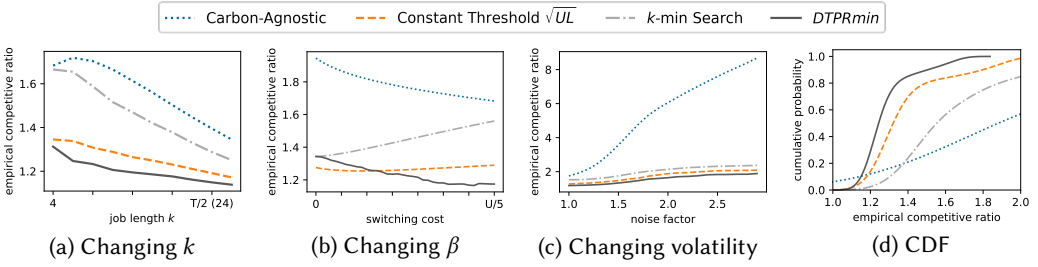 Carbon-Agnostic Constant Threshold √UL k-min Search DTPRmin
empirical competitive ratio
1.6
1.4
1.2
4 T/2 (24)
job length k
(a) Changing k
empirical competitive ratio
1.8
1.6
1.4
1.2
0 U/5
switching cost
(b) Changing β
empirical competitive ratio
8
6
4
2
1.0 1.5 2.0 2.5
noise factor
(c) Changing volatility
cumulative probability
1.0
0.8
0.6
0.4
0.2
0.0
1.0 1.2 1.4 1.6 1.8 2.0
empirical competitive ratio
(d) CDF